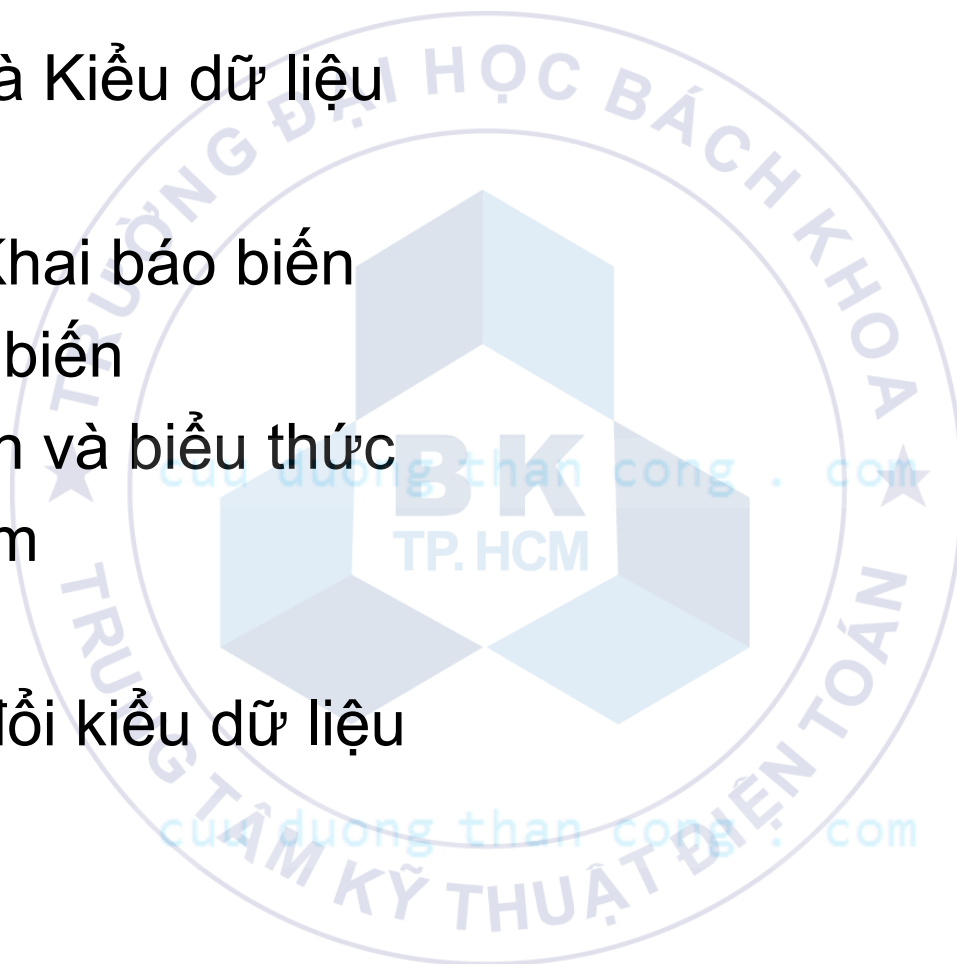 à Kiểu dữ liệu
Khai báo biến
biến
n và biểu thức
m
đổi kiểu dữ liệu
TRƯỜNG ĐẠI HỌC BÁCH KHOA
TRUNG TÂM KỸ THUẬT ĐIỆN TOÁN
BK
TP. HCM
cuu duong than cong . com
cuu duong than cong . com